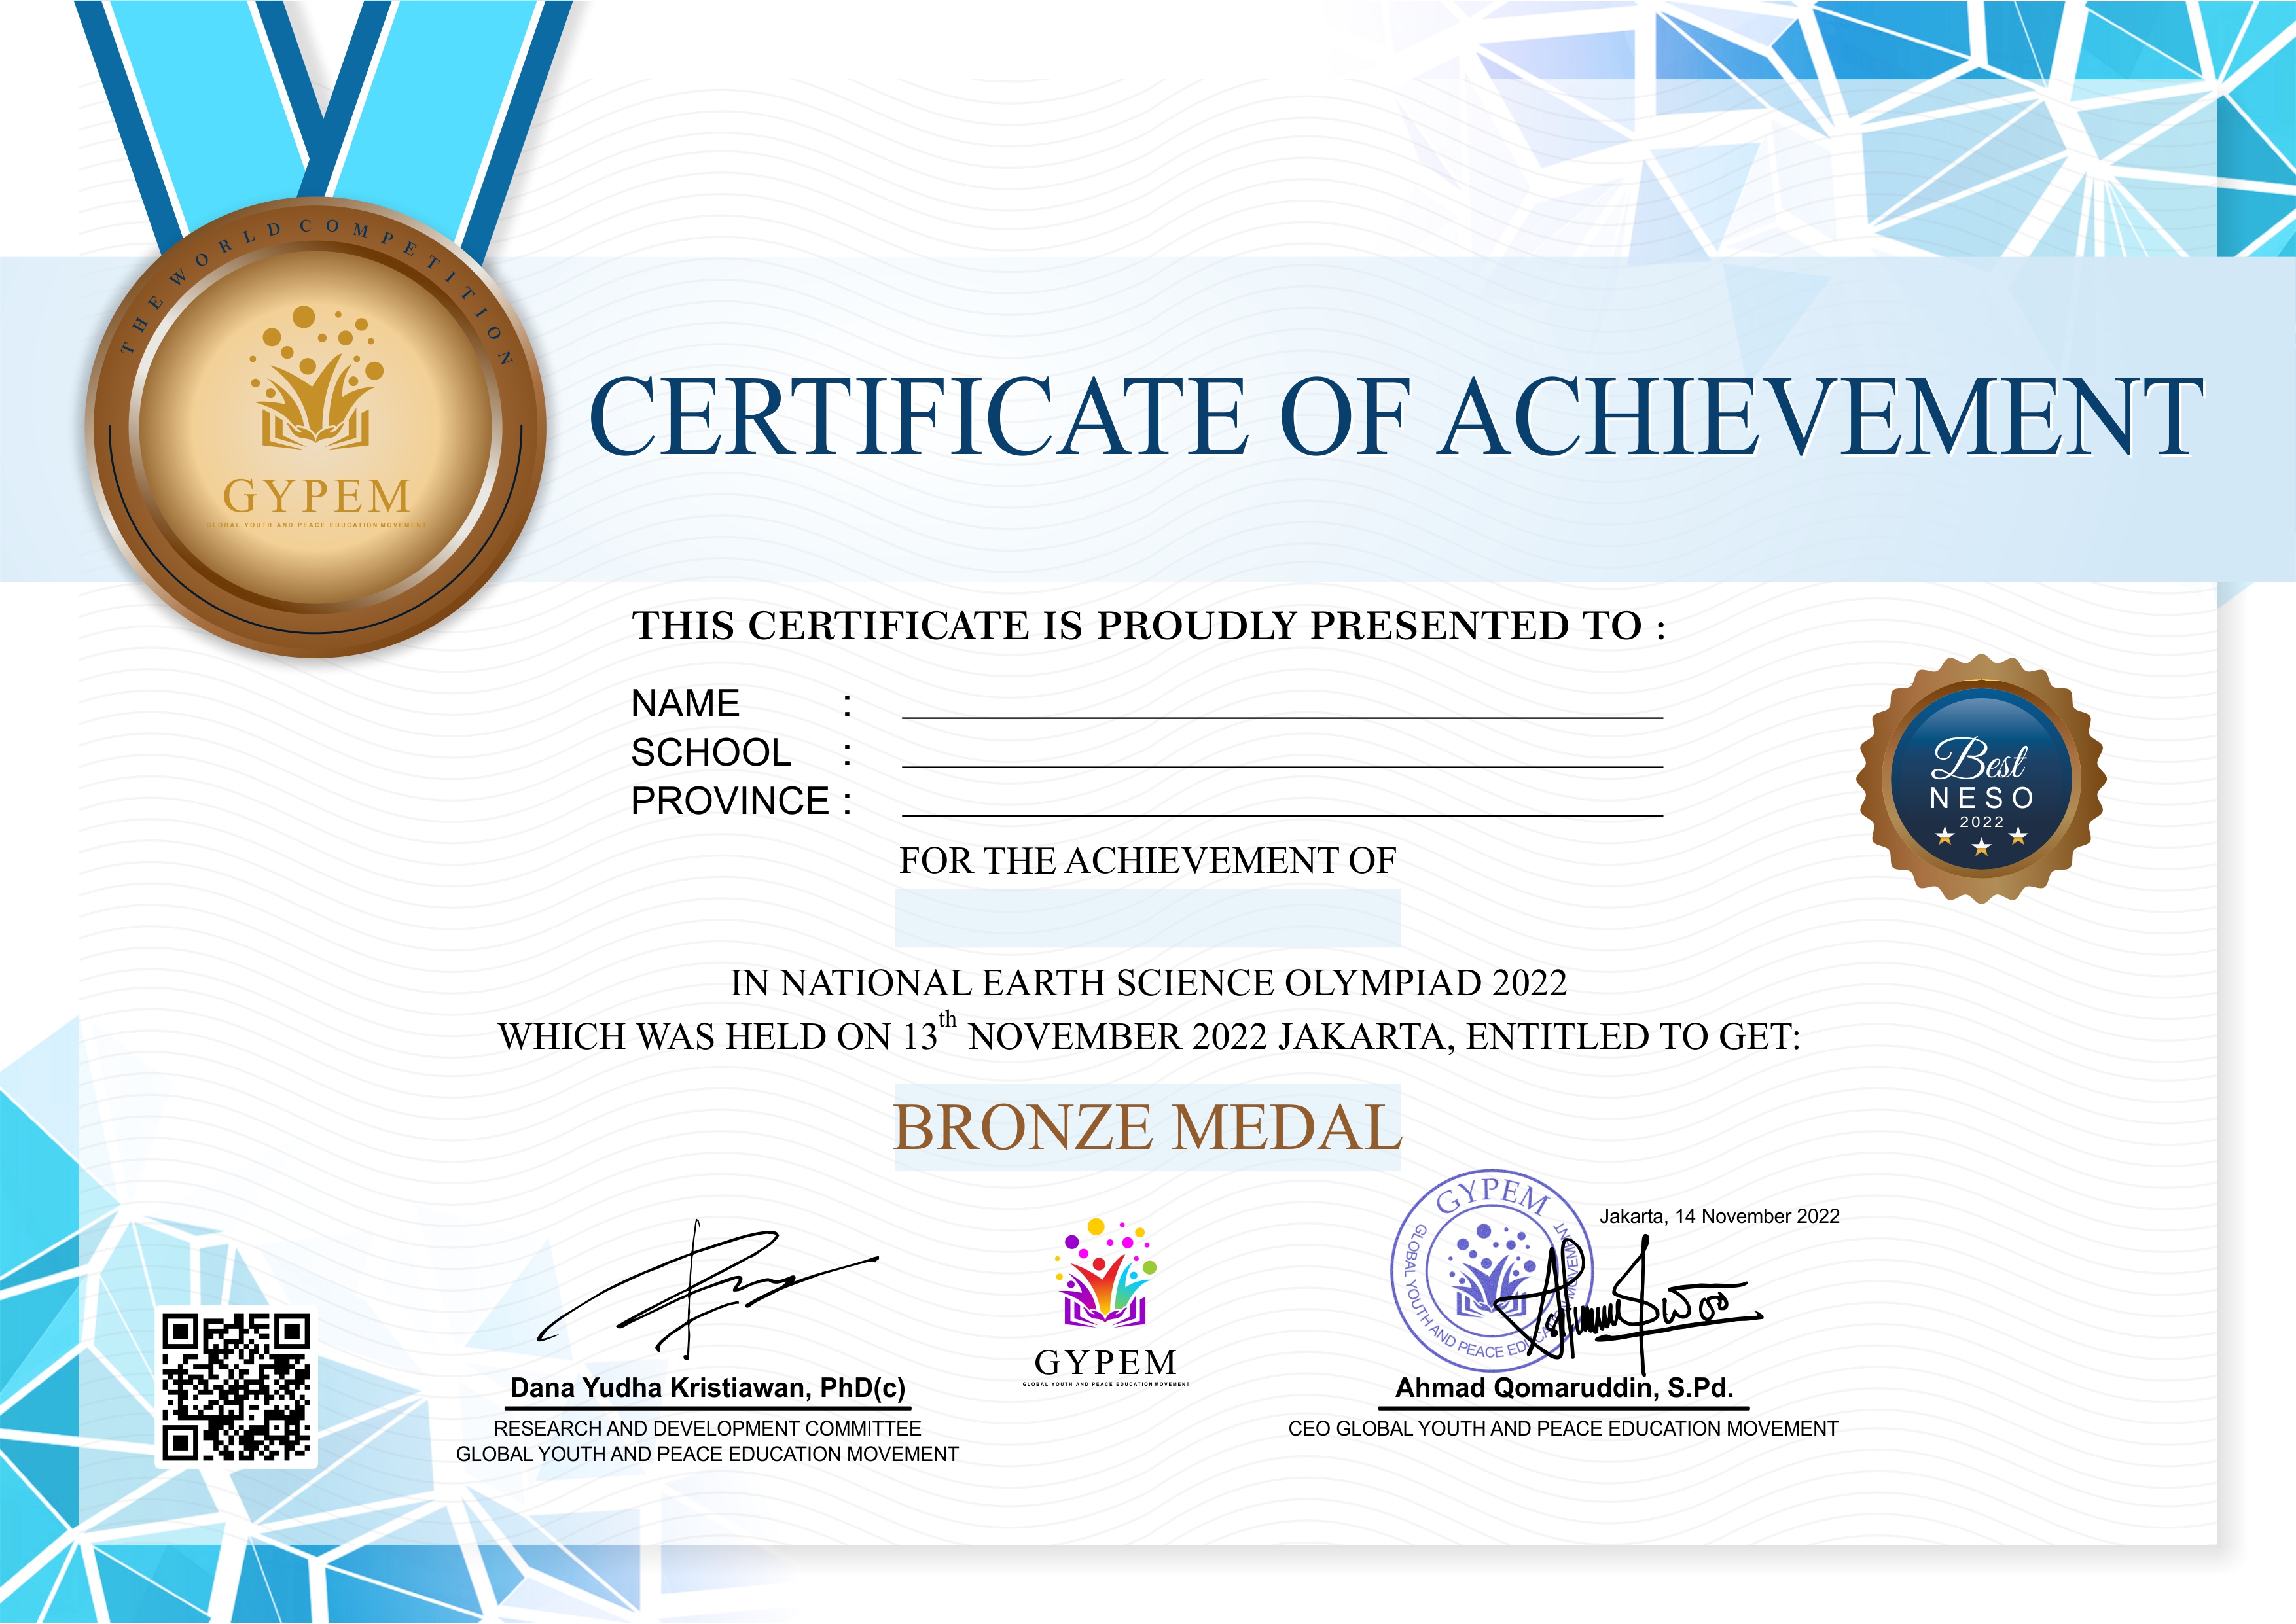 THE WORLD COMPETITION
GYPEM
GLOBAL YOUTH AND PEACE EDUCATION MOVEMENT
CERTIFICATE OF ACHIEVEMENT
THIS CERTIFICATE IS PROUDLY PRESENTED TO :
NAME :
SCHOOL :
PROVINCE :
Best
NESO
2022
FOR THE ACHIEVEMENT OF
IN NATIONAL EARTH SCIENCE OLYMPIAD 2022
WHICH WAS HELD ON 13th NOVEMBER 2022 JAKARTA, ENTITLED TO GET:
BRONZE MEDAL
Jakarta, 14 November 2022
GYPEM
GLOBAL YOUTH AND PEACE EDUCATION MOVEMENT
GYPEM
GLOBAL YOUTH AND PEACE EDUCATION MOVEMENT
Dana Yudha Kristiawan, PhD(c)
RESEARCH AND DEVELOPMENT COMMITTEE
GLOBAL YOUTH AND PEACE EDUCATION MOVEMENT
Ahmad Qomaruddin, S.Pd.
CEO GLOBAL YOUTH AND PEACE EDUCATION MOVEMENT